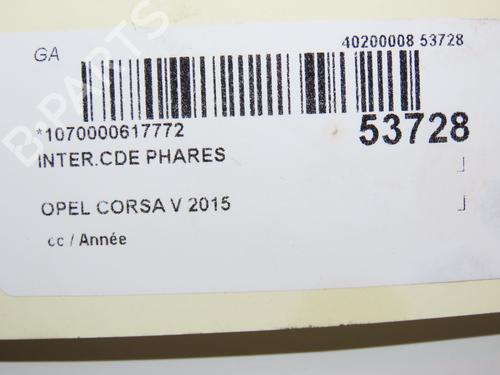 GA
40200008 53728
*1070000617772
53728
INTER.CDE PHARES
OPEL CORSA V 2015
cc / Année
B-PARTS